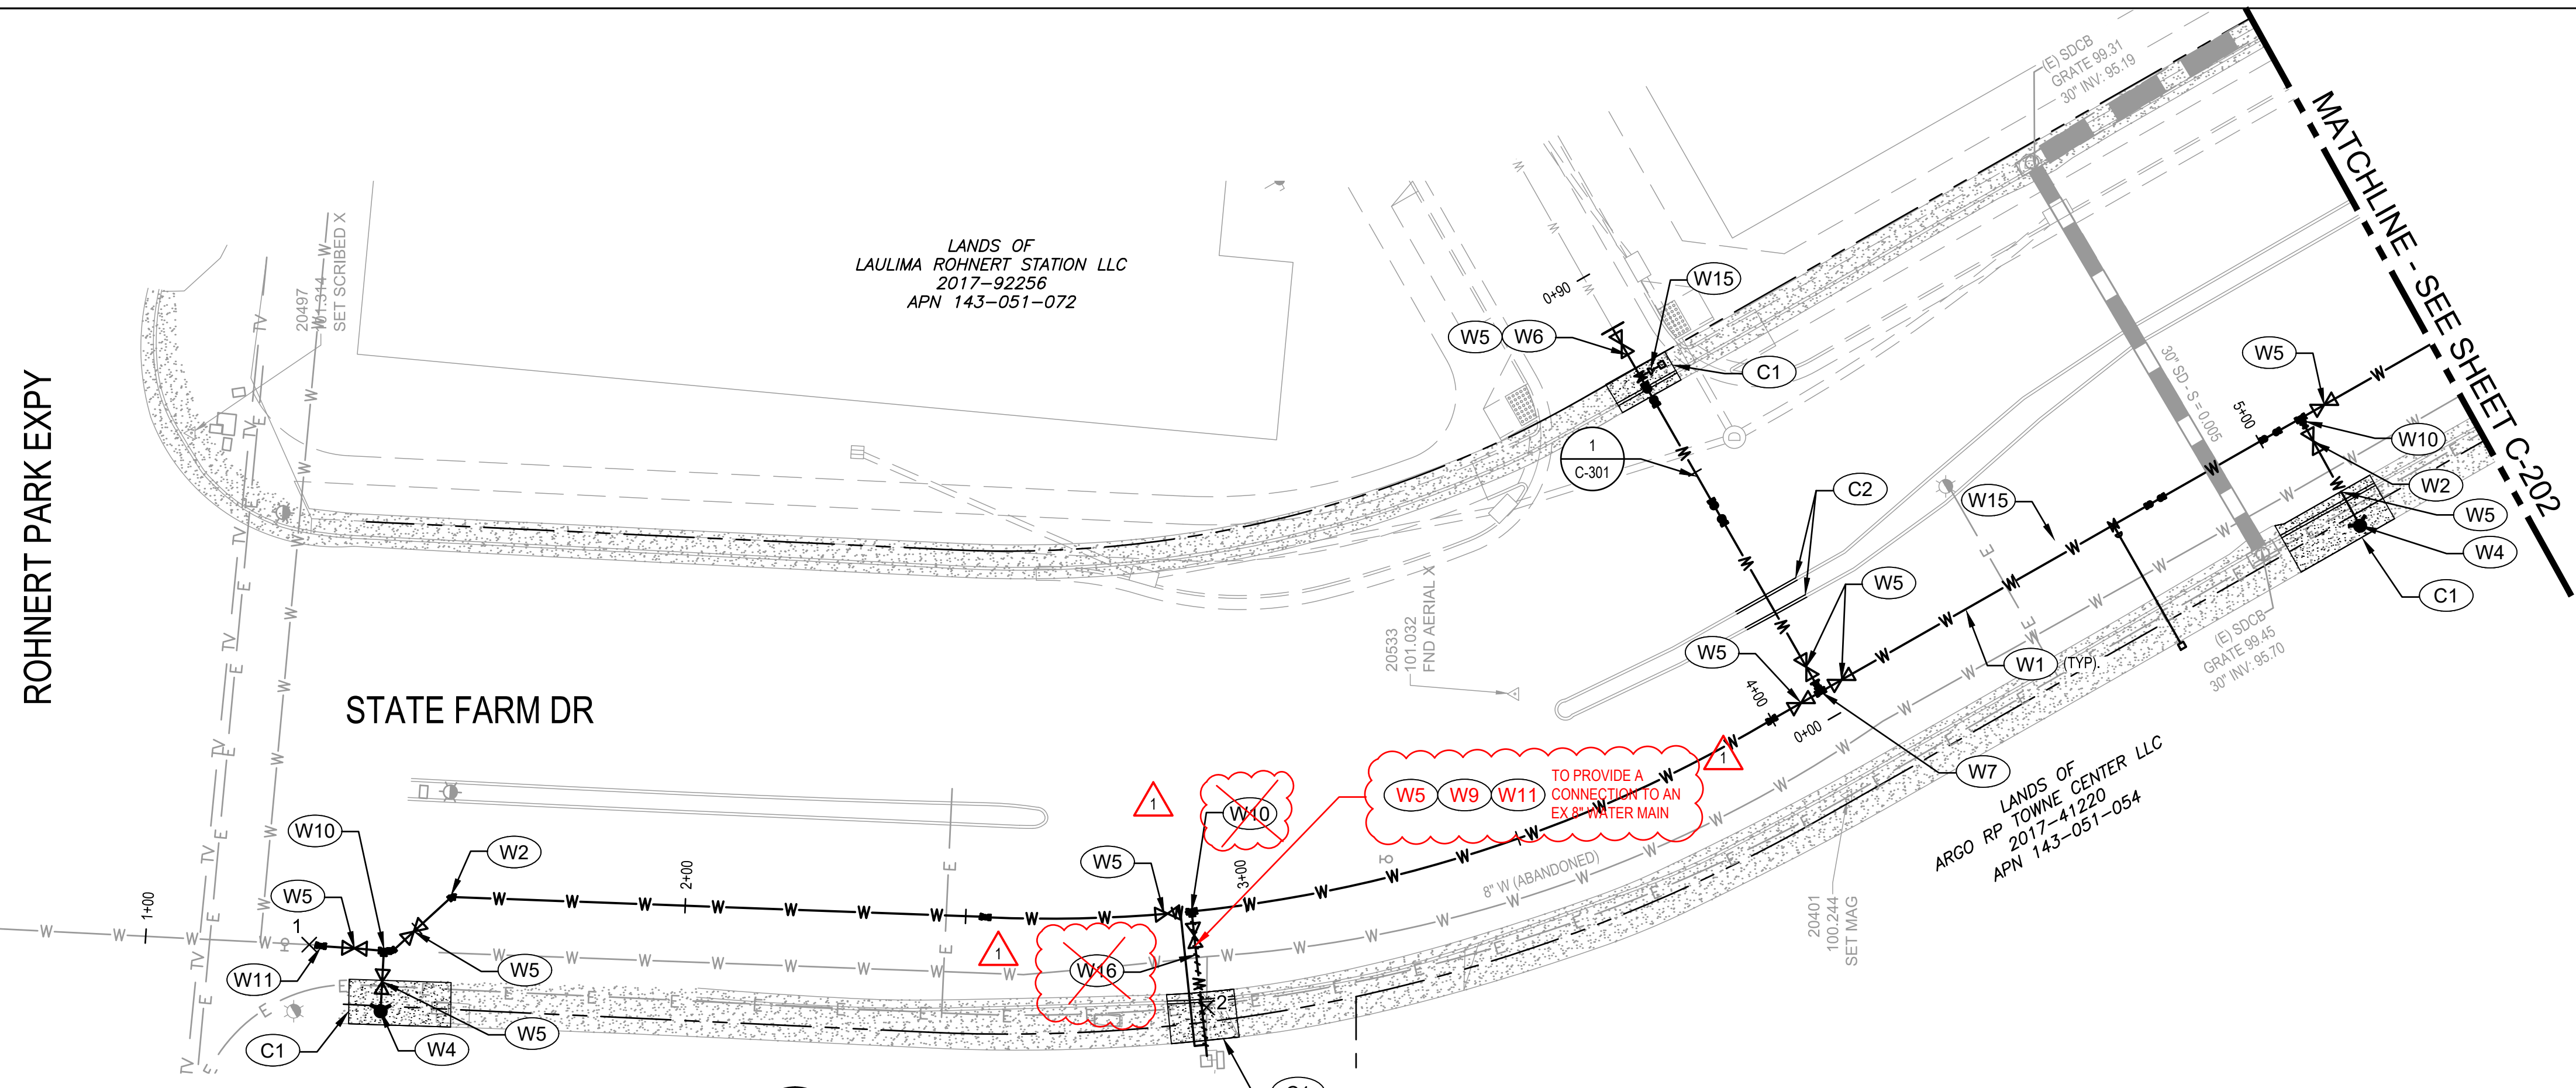 (E) SDCB
GRATE 99.31
30" INV: 95.19
MATCHLINE - SEE SHEET C-202
20497
SET SCRIBED X
LANDS OF
LAULIMA ROHNERT STATION LLC
2017-92256
APN 143-051-072
ROHNERT PARK EXPY
STATE FARM DR
0+90
W15
W5
W6
C1
1
C-301
C2
W5
W5
W15
30" SD - S = 0.005
W5
5+00
W10
W2
W5
W4
C1
W1 (TYP).
(E) SDCB
GRATE 99.45
30" INV: 95.70
20533
101.032
FND AERIAL X
4+00
0+00
W7
LANDS OF
ARGO RP TOWNE CENTER LLC
2017-41220
APN 143-051-054
1
1
W10
W5 W9 W11
TO PROVIDE A
CONNECTION TO AN
EX 8" WATER MAIN
W10
W2
W5
W5
1+00
2+00
3+00
8" W (ABANDONED)
1
W11
W5
1
W16
2
W5
C1
W4
20401
100.244
SET MAG
W
E
TV
D